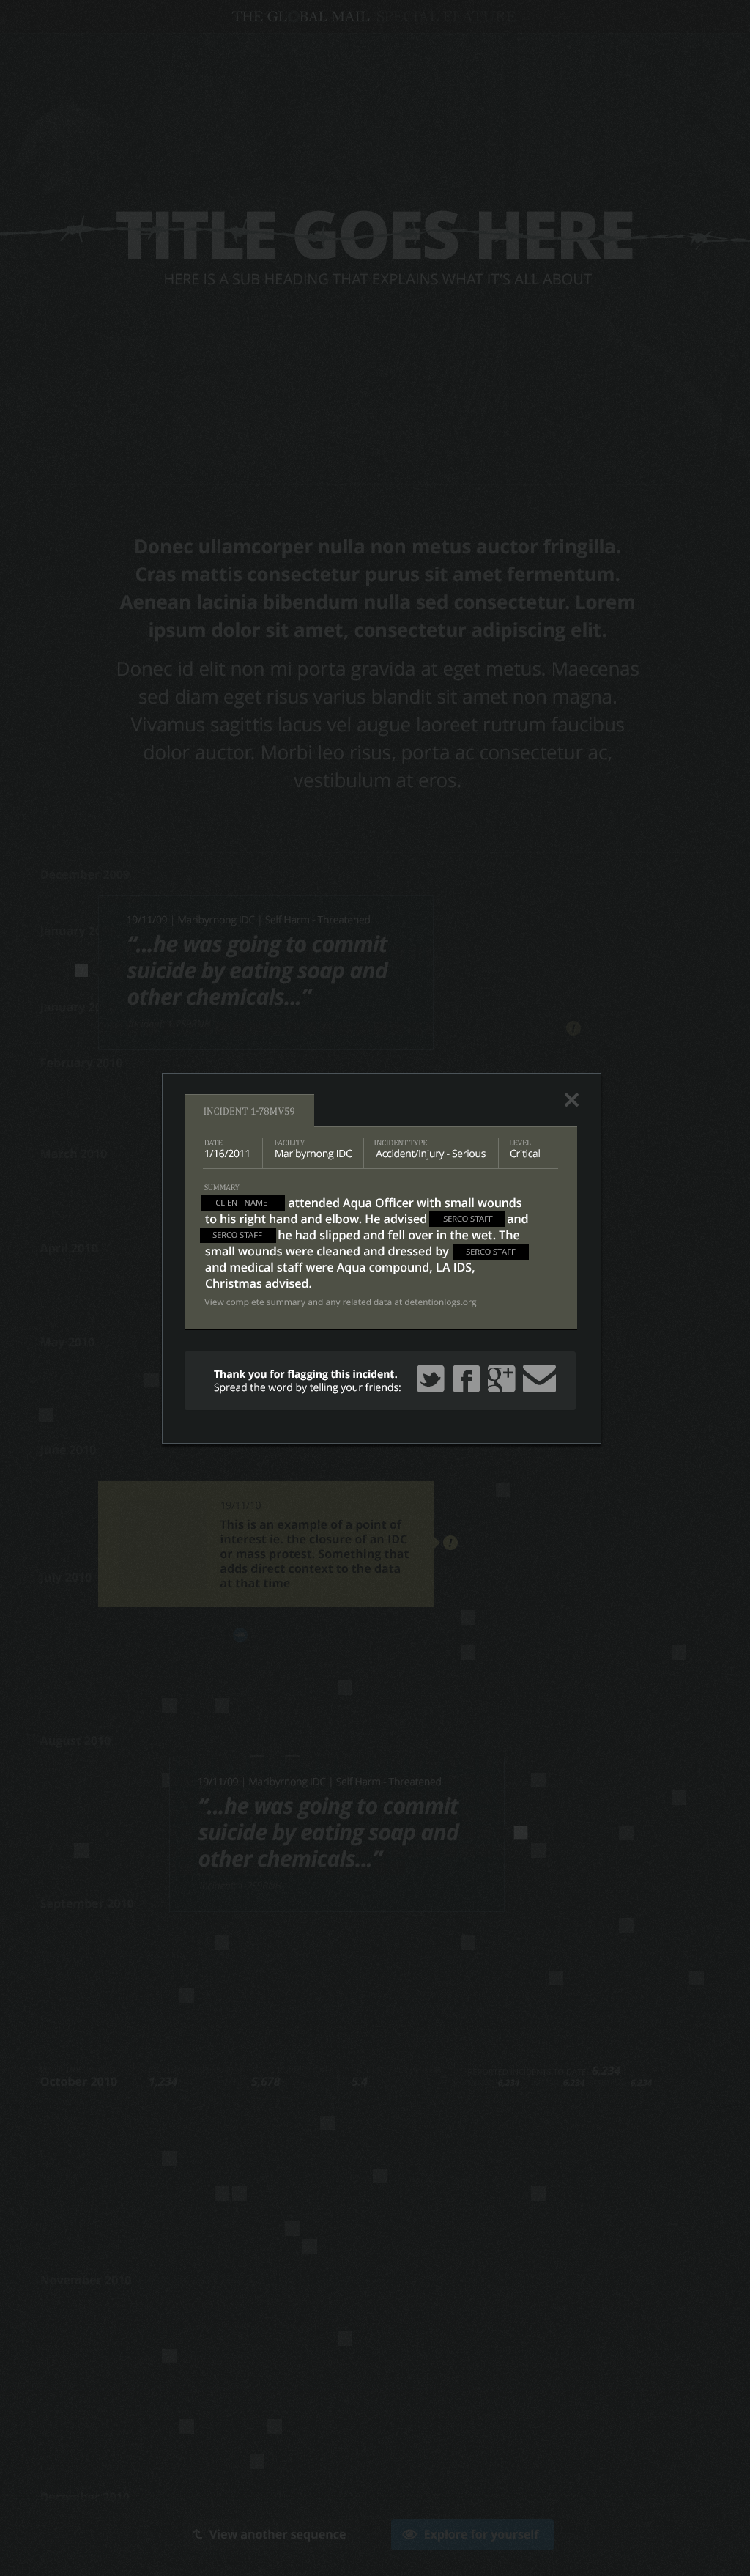 THE GLOBAL MAIL SPECIAL FEATURE
TITLE GOES HERE
HERE IS A SUB HEADING THAT EXPLAINS WHAT IT'S ALL ABOUT
Donec ullamcorper nulla non metus auctor fringilla.
Cras mattis consectetur purus sit amet fermentum.
Aenean lacinia bibendum nulla sed consectetur. Lorem
ipsum dolor sit amet, consectetur adipiscing elit.
Donec id elit non mi porta gravida at eget metus. Maecenas
sed diam eget risus varius blandit sit amet non magna.
Vivamus sagittis lacus vel augue laoreet rutrum faucibus
dolor auctor. Morbi leo risus, porta ac consectetur ac,
vestibulum at eros.
December 2009
19/11/09 | Maribyrnong IDC | Self Harm - Threatened
January 20
“...he was going to commit
suicide by eating soap and
other chemicals...”
January 20
February 2010
INCIDENT 1-78MV59
DATE FACILITY INCIDENT TYPE LEVEL
1/16/2011 Maribyrnong IDC Accident/Injury - Serious Critical
March 2010
SUMMARY
CLIENT NAME attended Aqua Officer with small wounds
to his right hand and elbow. He advised SERCO STAFF and
SERCO STAFF he had slipped and fell over in the wet. The
small wounds were cleaned and dressed by SERCO STAFF
and medical staff were Aqua compound, LA IDS,
Christmas advised.
View complete summary and any related data at detentionlogs.org
April 2010
May 2010
Thank you for flagging this incident.
Spread the word by telling your friends:
June 2010
19/11/10
This is an example of a point of
interest ie. the closure of an IDC
or mass protest. Something that
adds direct context to the data
at that time
July 2010
August 2010
19/11/09 | Maribyrnong IDC | Self Harm - Threatened
“...he was going to commit
suicide by eating soap and
other chemicals...”
September 2010
6,234
October 2010 1,234 5,678 5.4
6,234 6,234 6,234
November 2010
December 2010
View another sequence
Explore for yourself